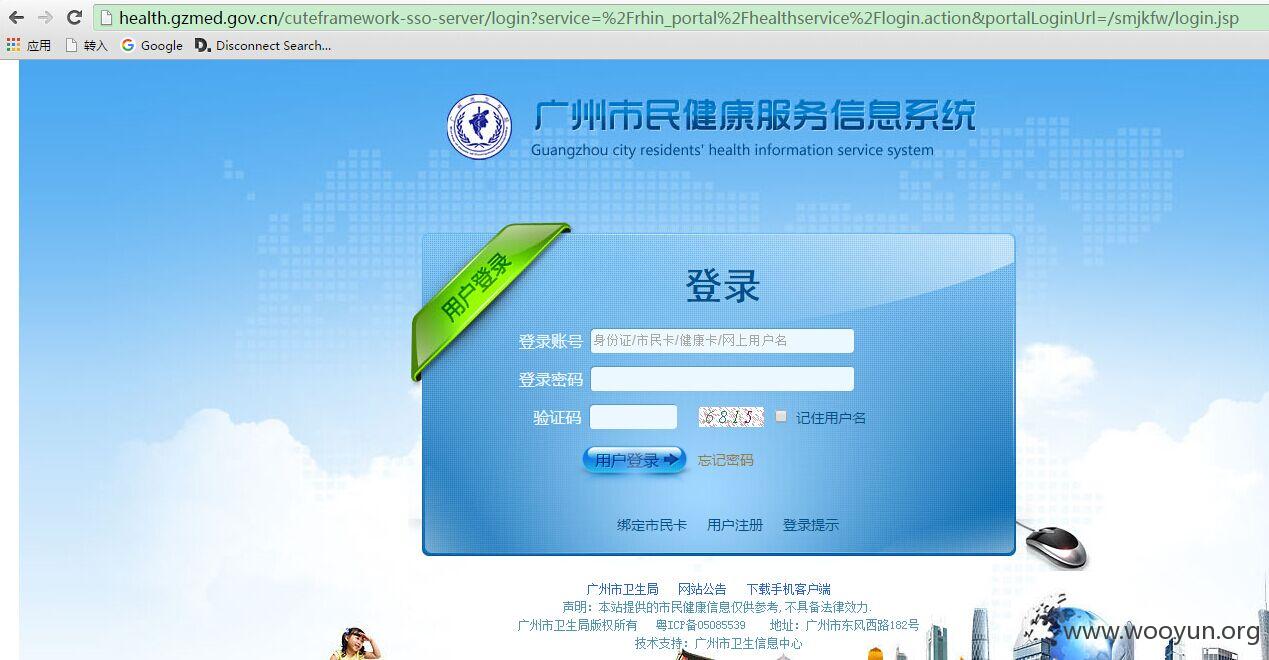 health.gzmed.gov.cn/cuteframework-sso-server/login?service=%2Frhin_portal%2Fhealthservice%2Flogin.action&portalLoginUrl=/smjkfw/login.jsp
应用 转入 Google Disconnect Search...
广州市民健康服务信息系统
Guangzhou city residents' health information service system
用户登录
登录
登录账号 身份证/市民卡/健康卡/网上用户名
登录密码
验证码 6815 记住用户名
用户登录 忘记密码
绑定市民卡 用户注册 登录提示
广州市卫生局 网站公告 下载手机客户端
声明：本站提供的市民健康信息仅供参考,不具备法律效力.
广州市卫生局版权所有 粤ICP备05085539 地址：广州市东风西路182号
技术支持：广州市卫生信息中心
www.wooyun.org